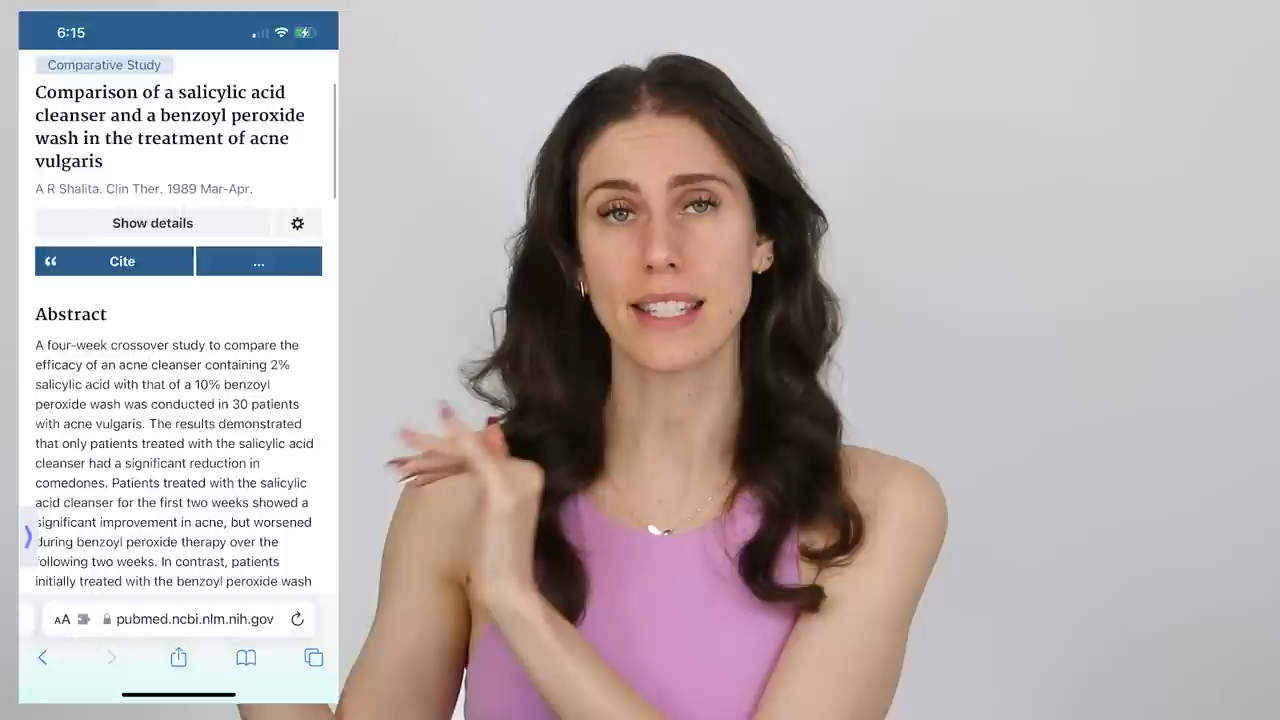 6:15
Comparative Study
Comparison of a salicylic acid
cleanser and a benzoyl peroxide
wash in the treatment of acne
vulgaris
A R Shalita. Clin Ther. 1989 Mar-Apr.
Show details
“ Cite
...
Abstract
A four-week crossover study to compare the
efficacy of an acne cleanser containing 2%
salicylic acid with that of a 10% benzoyl
peroxide wash was conducted in 30 patients
with acne vulgaris. The results demonstrated
that only patients treated with the salicylic acid
cleanser had a significant reduction in
comedones. Patients treated with the salicylic
acid cleanser for the first two weeks showed a
significant improvement in acne, but worsened
during benzoyl peroxide therapy over the
following two weeks. In contrast, patients
initially treated with the benzoyl peroxide wash
AA pubmed.ncbi.nlm.nih.gov